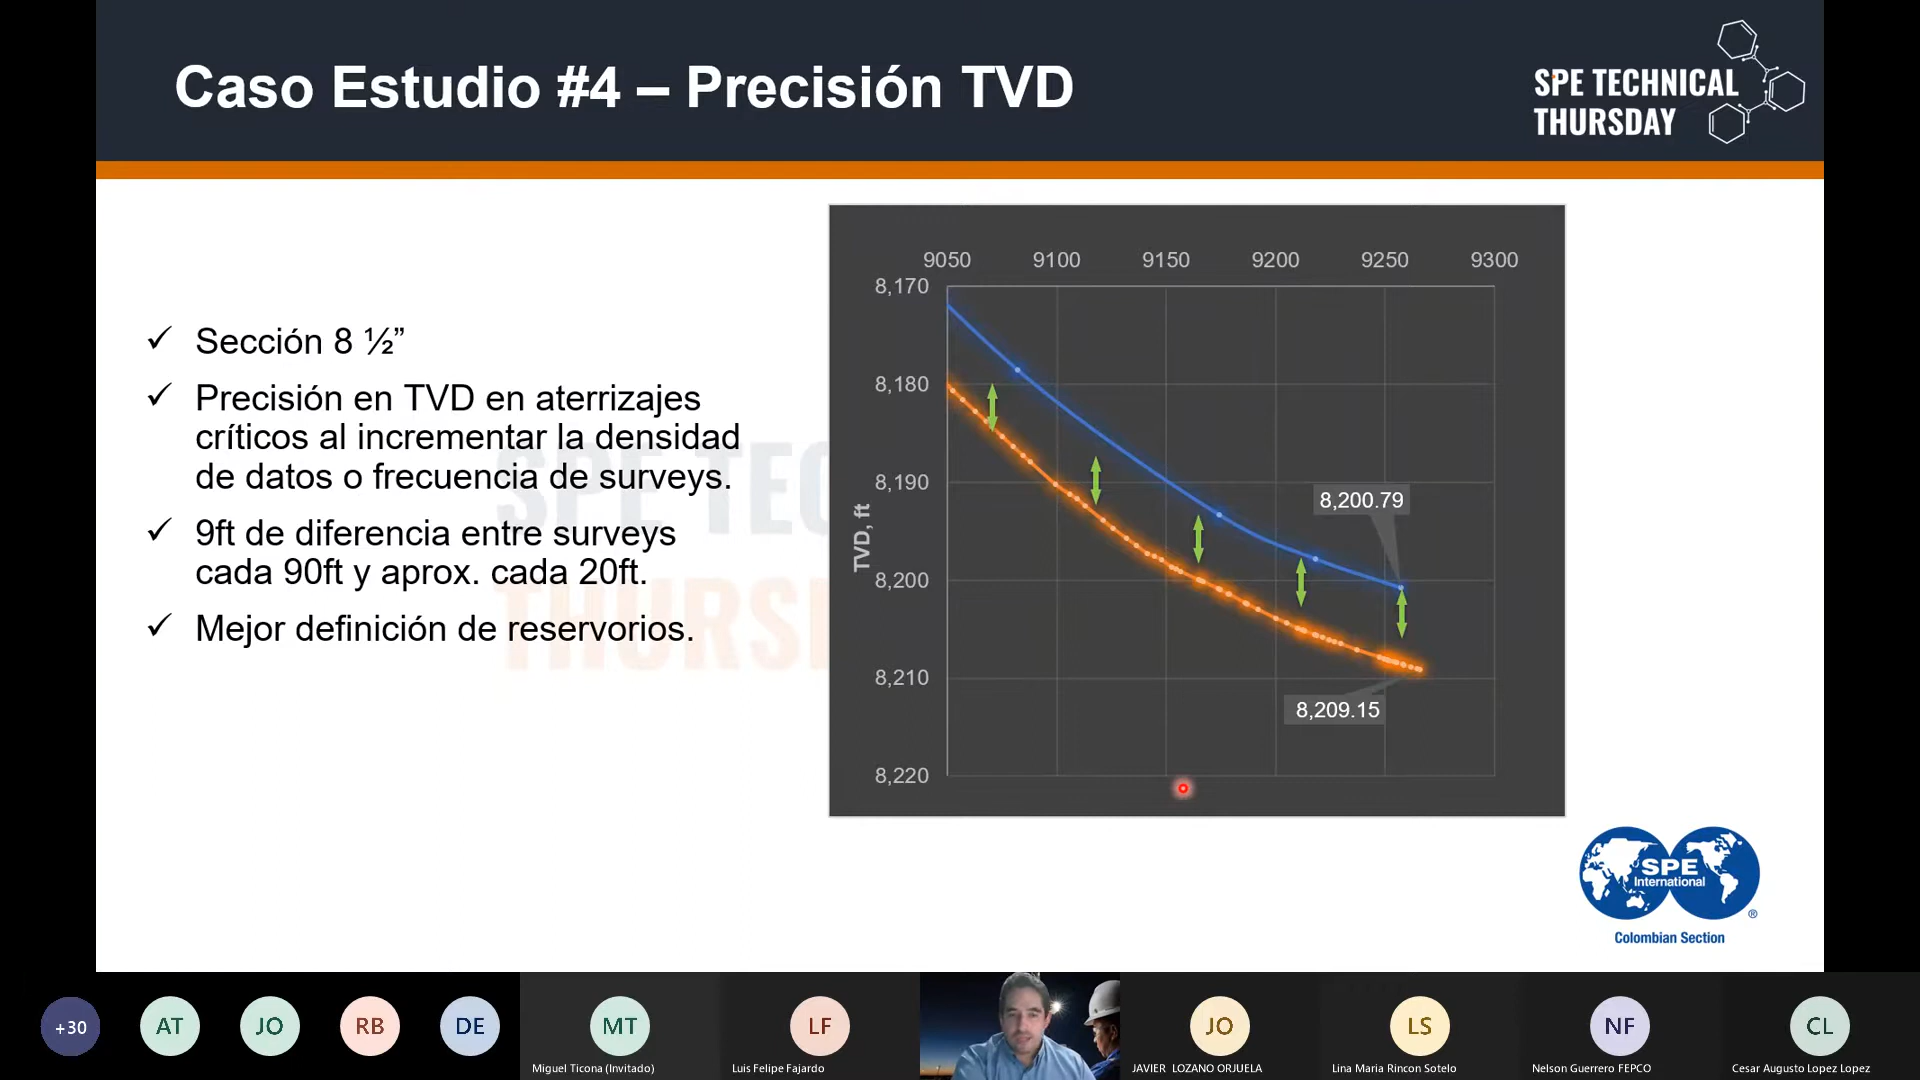 Caso Estudio #4 – Precisión TVD
SPE TECHNICAL
THURSDAY
✓ Sección 8 ½”
✓ Precisión en TVD en aterrizajes
críticos al incrementar la densidad
de datos o frecuencia de surveys.
✓ 9ft de diferencia entre surveys
cada 90ft y aprox. cada 20ft.
✓ Mejor definición de reservorios.
SPE TEC
THURS
9050 9100 9150 9200 9250 9300
8,170
8,180
8,190
8,200
8,210
8,220
TVD, ft
8,200.79
8,209.15
SPE
International
®
Colombian Section
+30
AT
JO
RB
DE
MT
Miguel Ticona (Invitado)
LF
Luis Felipe Fajardo
JO
JAVIER LOZANO ORJUELA
LS
Lina Maria Rincon Sotelo
NF
Nelson Guerrero FEPCO
CL
Cesar Augusto Lopez Lopez